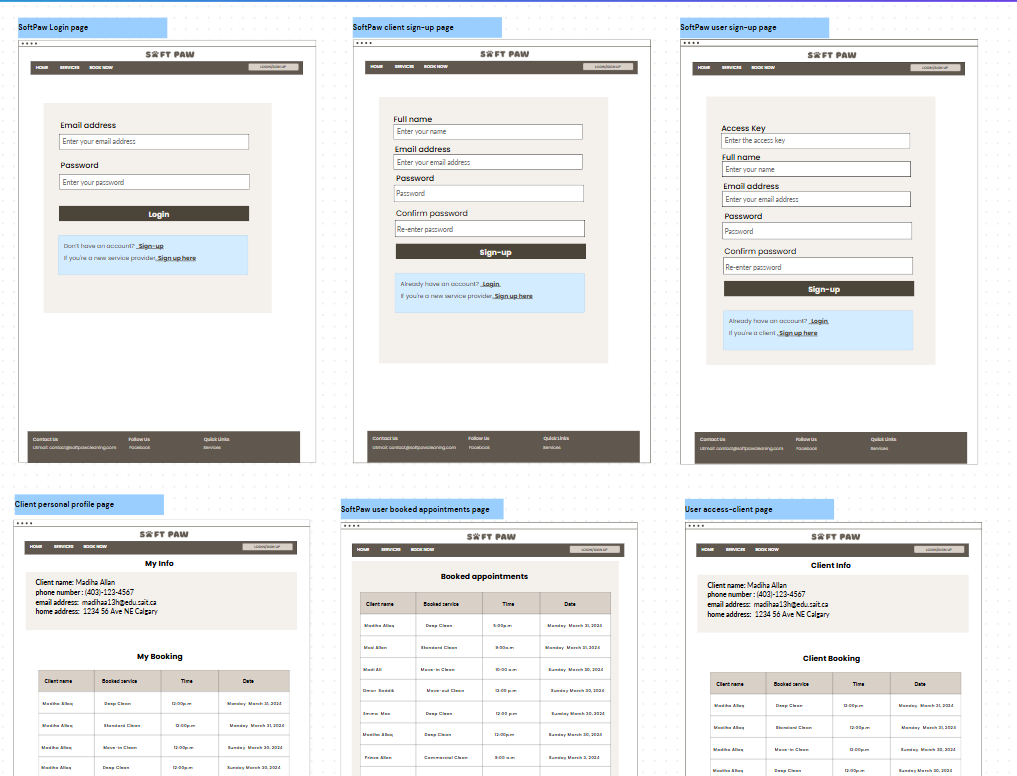 SoftPaw Login page
SOFT PAW
HOME SERVICES BOOK NOW LOGIN/SIGN UP
Email address
Enter your email address
Password
Enter your password
Login
Don't have an account? Sign-up
If you're a new service provider, Sign up here
Contact Us Follow Us Quick Links
contact@softpawcleaning.com Facebook Services
SoftPaw client sign-up page
SOFT PAW
HOME SERVICES BOOK NOW LOGIN/SIGN UP
Full name
Enter your name
Email address
Enter your email address
Password
Password
Confirm password
Re-enter password
Sign-up
Already have an account? Login
If you're a new service provider, Sign up here
Contact Us Follow Us Quick Links
contact@softpawcleaning.com Facebook Services
SoftPaw user sign-up page
SOFT PAW
HOME SERVICES BOOK NOW LOGIN/SIGN UP
Access Key
Enter the access key
Full name
Enter your name
Email address
Enter your email address
Password
Password
Confirm password
Re-enter password
Sign-up
Already have an account? Login
If you're a client, Sign up here
Contact Us Follow Us Quick Links
contact@softpawcleaning.com Facebook Services
Client personal profile page
SOFT PAW
HOME SERVICES BOOK NOW LOGIN/SIGN UP
My Info
Client name: Madiha Allan
phone number : (403)-123-4567
email address: madihaa13h@edu.sait.ca
home address: 1234 56 Ave NE Calgary
My Booking
Client name Booked service Time Date
Madiha Allaq Deep Clean 12:00p.m Monday March 31, 2024
Madiha Allaq Standard Clean 12:00p.m Monday March 31, 2024
Madiha Allaq Move-in Clean 12:00p.m Sunday March 30, 2024
Madiha Allaq Deep Clean 12:00p.m Sunday March 30, 2024
SoftPaw user booked appointments page
SOFT PAW
HOME SERVICES BOOK NOW LOGIN/SIGN UP
Booked appointments
Client name Booked service Time Date
Madiha Allaq Deep Clean 5:00p.m Monday March 31, 2024
Madi Allan Standard Clean 9:00a.m Monday March 31, 2024
Madi Ali Move-in Clean 10:00 a.m Sunday March 30, 2024
Omar Saddik Move-out Clean 12:00 p.m Sunday March 30, 2024
Emma Mao Deep Clean 12:00 p.m Sunday March 30, 2024
Madiha Allaq Deep Clean 12:00p.m Sunday March 30, 2024
Allan Commercial Clean 9:00 a.m Sunday March 3, 2024
User access-client page
SOFT PAW
HOME SERVICES BOOK NOW LOGIN/SIGN UP
Client Info
Client name: Madiha Allan
phone number : (403)-123-4567
email address: madihaa13h@edu.sait.ca
home address: 1234 56 Ave NE Calgary
Client Booking
Client name Booked service Time Date
Madiha Allaq Deep Clean 12:00p.m Monday March 31, 2024
Madiha Allaq Standard Clean 12:00p.m Monday March 31, 2024
Madiha Allaq Move-in Clean 12:00p.m Sunday March 30, 2024
Madiha Allaq Deep Clean 12:00p.m Sunday March 30, 2024